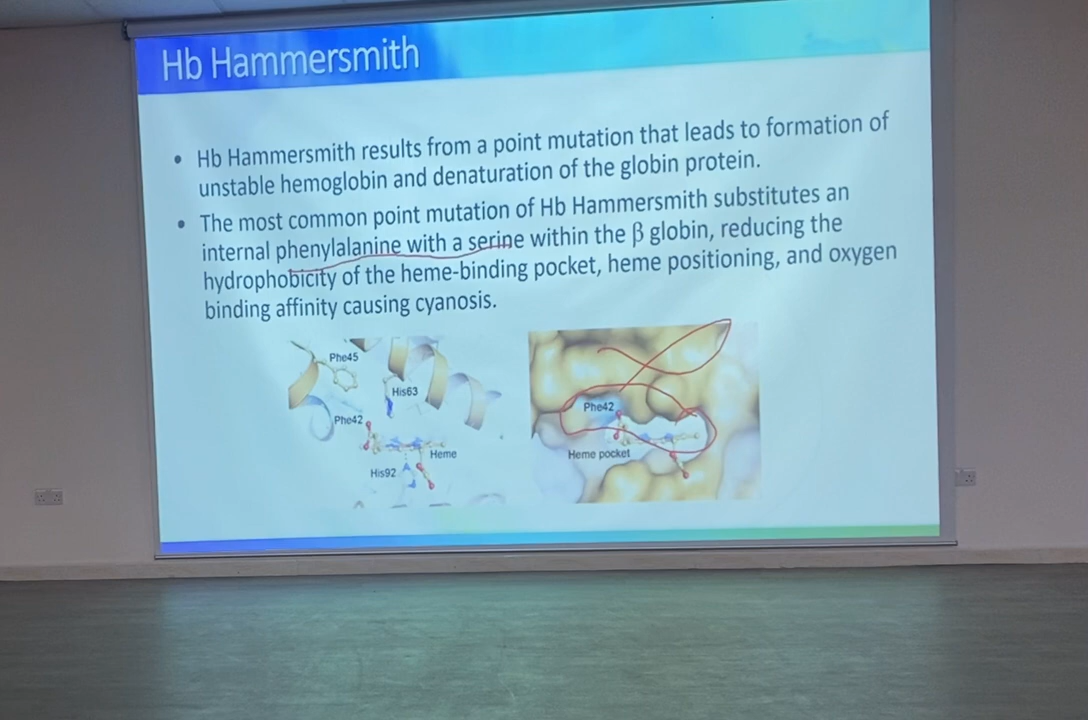 Hb Hammersmith
• Hb Hammersmith results from a point mutation that leads to formation of
unstable hemoglobin and denaturation of the globin protein.
• The most common point mutation of Hb Hammersmith substitutes an
internal phenylalanine with a serine within the β globin, reducing the
hydrophobicity of the heme-binding pocket, heme positioning, and oxygen
binding affinity causing cyanosis.
Phe45
His63
Phe42
Heme
His92
Phe42
Heme pocket